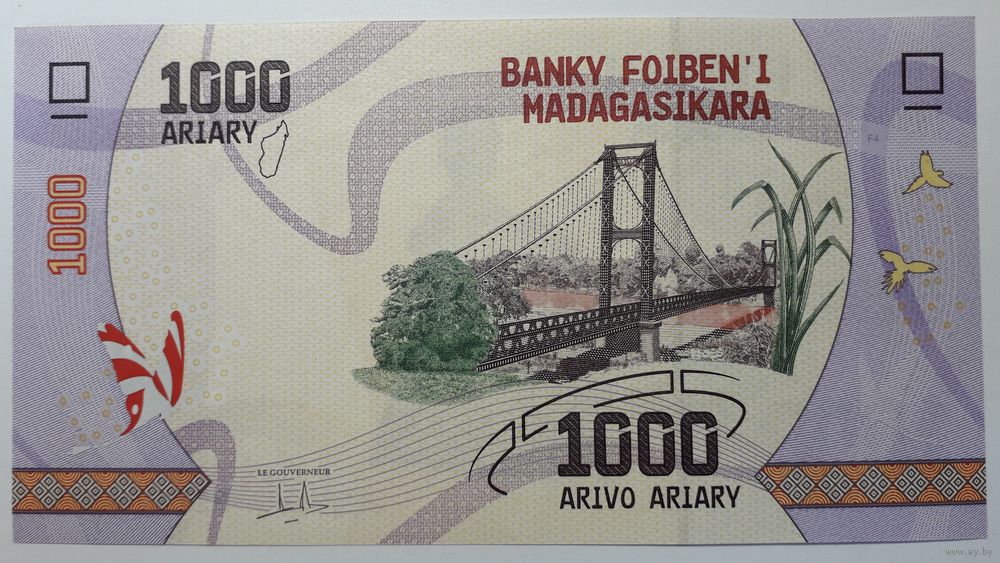 1000
ARIARY
BANKY FOIBEN'I
MADAGASIKARA
F4
1000
LE GOUVERNEUR
1000
ARIVO ARIARY
www.ay.by